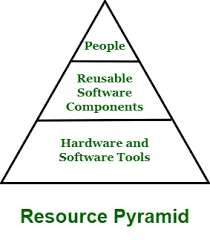 People
Reusable
Software
Components
Hardware and
Software Tools
Resource Pyramid